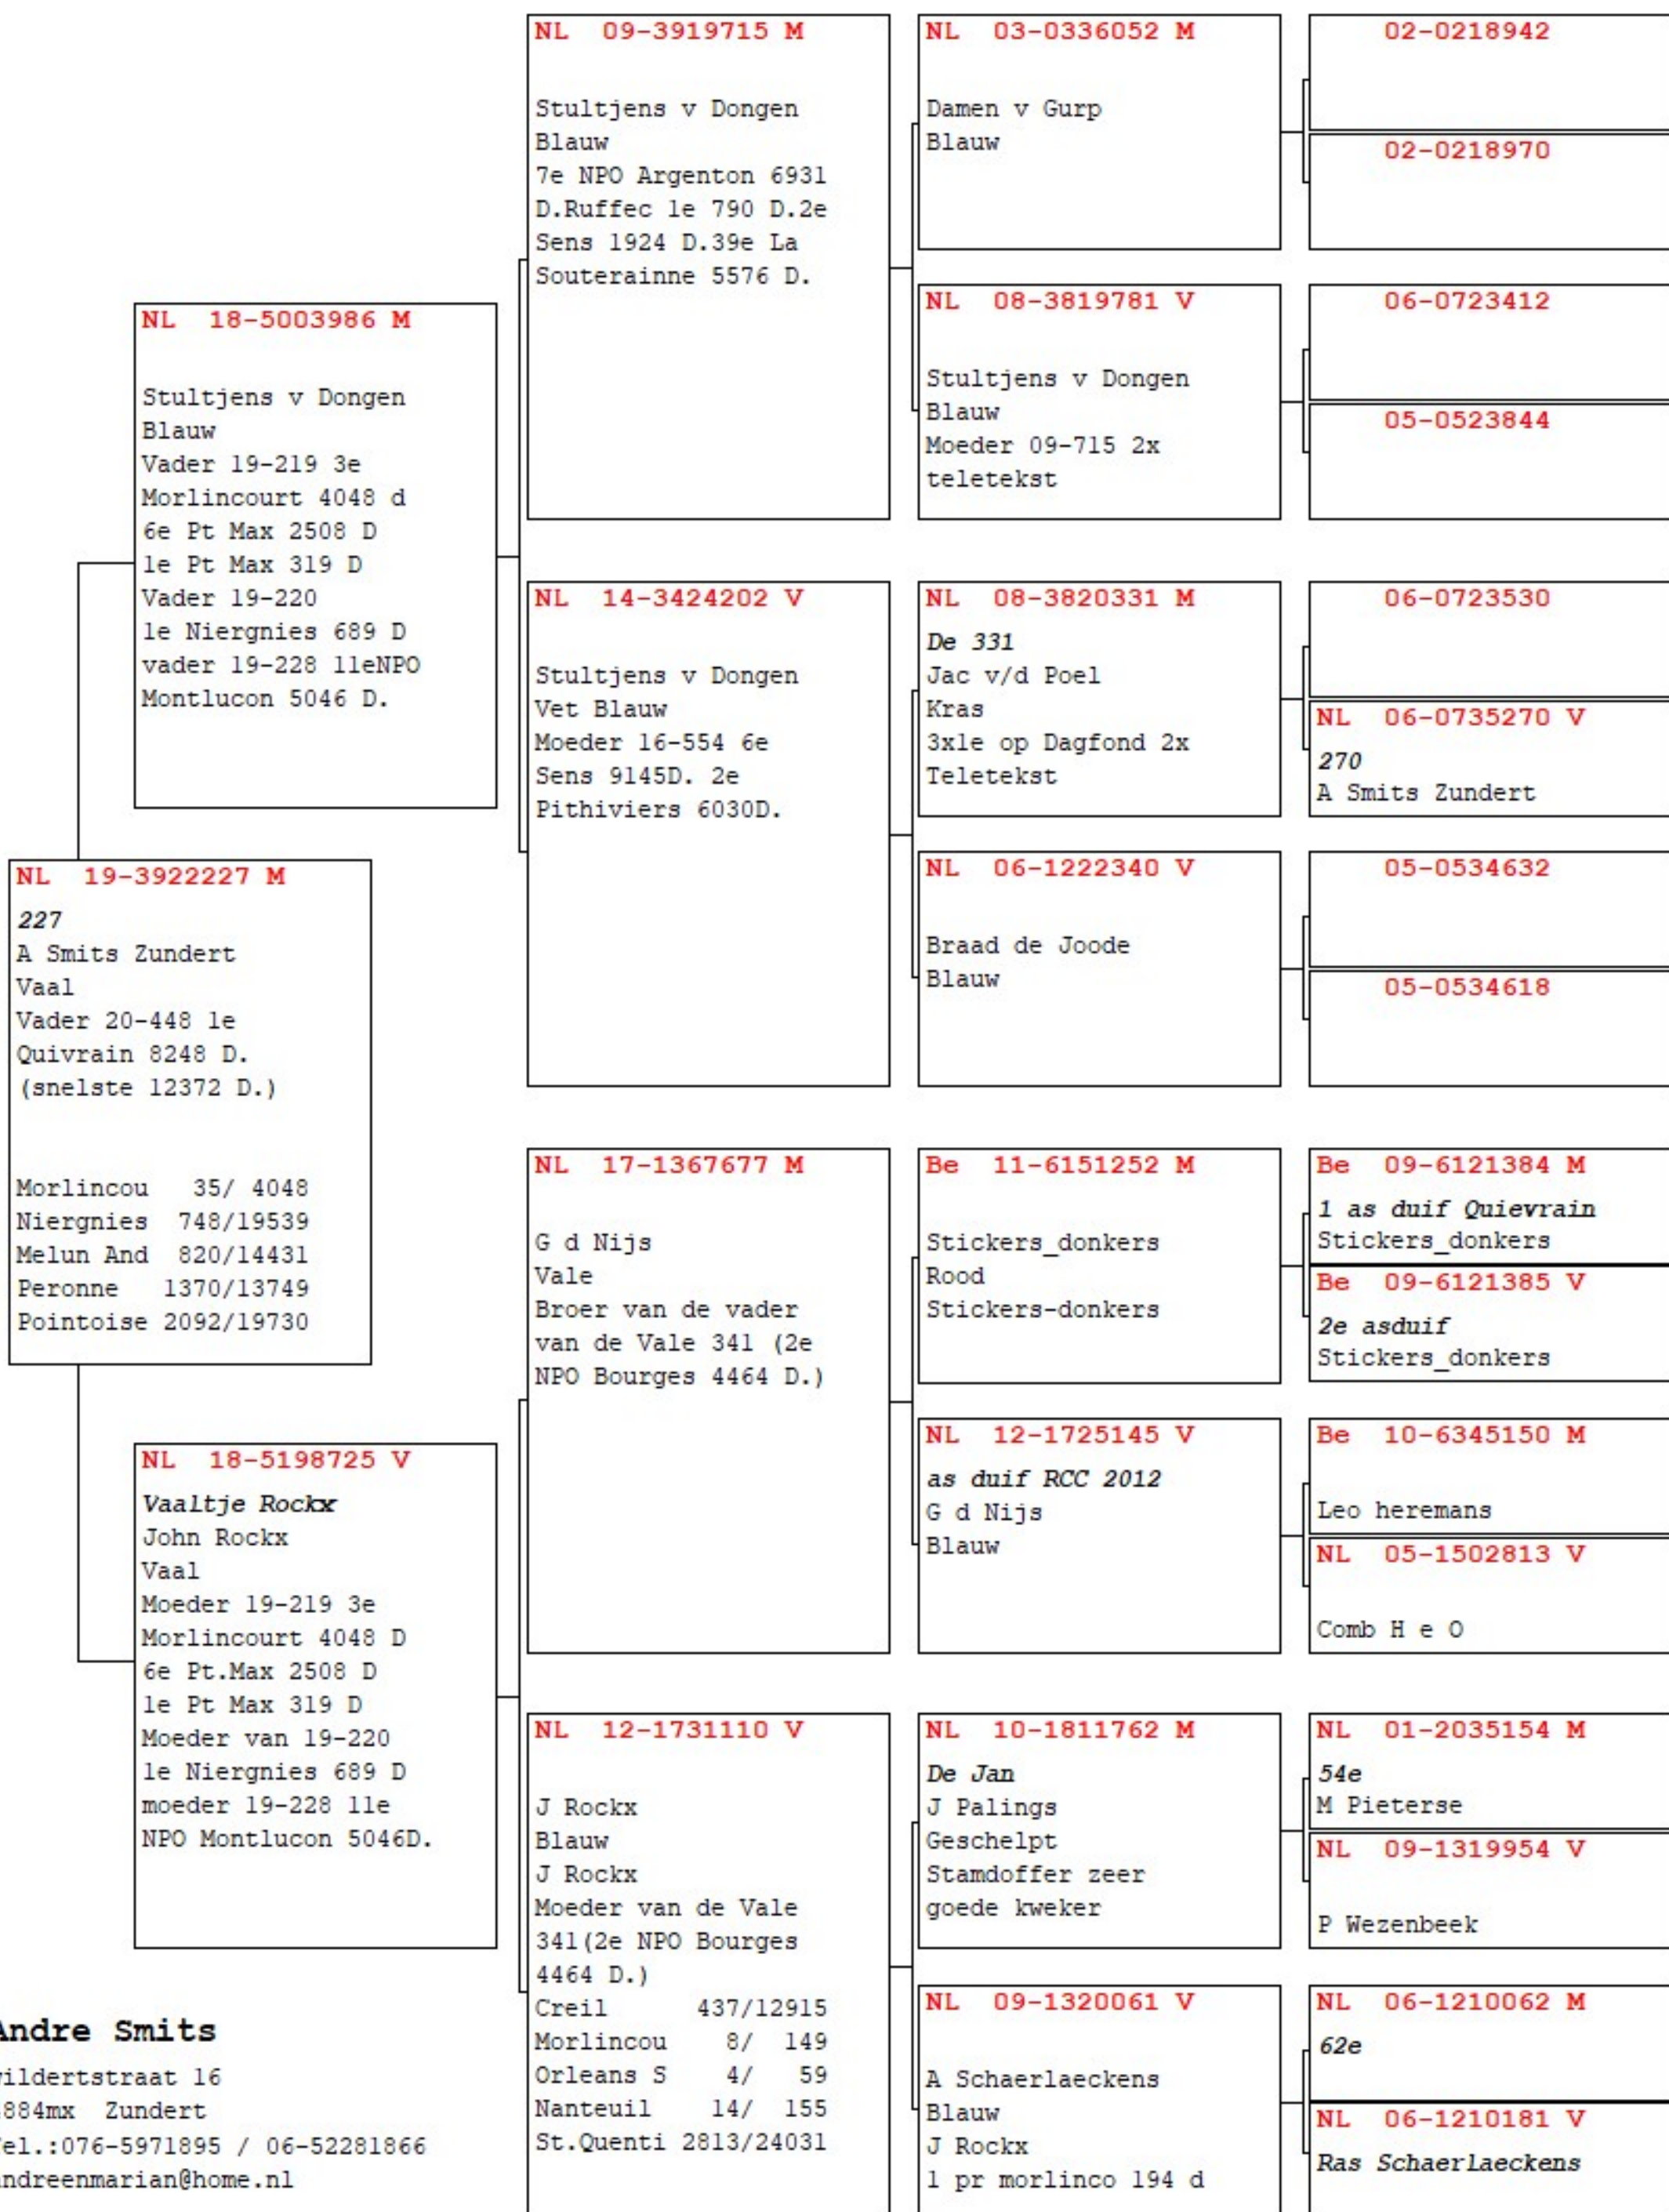 NL 19-3922227 M
227
A Smits Zundert
Vaal
Vader 20-448 1e
Quivrain 8248 D.
(snelste 12372 D.)
Morlincou 35/ 4048
Niergnies 748/19539
Melun And 820/14431
Peronne 1370/13749
Pointoise 2092/19730
NL 18-5003986 M
Stultjens v Dongen
Blauw
Vader 19-219 3e
Morlincourt 4048 d
6e Pt Max 2508 D
1e Pt Max 319 D
Vader 19-220
1e Niergnies 689 D
vader 19-228 11eNPO
Montlucon 5046 D.
NL 18-5198725 V
Vaaltje Rockx
John Rockx
Vaal
Moeder 19-219 3e
Morlincourt 4048 D
6e Pt.Max 2508 D
1e Pt Max 319 D
Moeder van 19-220
1e Niergnies 689 D
moeder 19-228 11e
NPO Montlucon 5046D.
NL 09-3919715 M
Stultjens v Dongen
Blauw
7e NPO Argenton 6931
D.Ruffec 1e 790 D.2e
Sens 1924 D.39e La
Souterainne 5576 D.
NL 14-3424202 V
Stultjens v Dongen
Vet Blauw
Moeder 16-554 6e
Sens 9145D. 2e
Pithiviers 6030D.
NL 17-1367677 M
G d Nijs
Vale
Broer van de vader
van de Vale 341 (2e
NPO Bourges 4464 D.)
NL 12-1731110 V
J Rockx
Blauw
J Rockx
Moeder van de Vale
341(2e NPO Bourges
4464 D.)
Creil 437/12915
Morlincou 8/ 149
Orleans S 4/ 59
Nanteuil 14/ 155
St.Quenti 2813/24031
NL 03-0336052 M
Damen v Gurp
Blauw
NL 08-3819781 V
Stultjens v Dongen
Blauw
Moeder 09-715 2x
teletekst
NL 08-3820331 M
De 331
Jac v/d Poel
Kras
3x1e op Dagfond 2x
Teletekst
NL 06-1222340 V
Braad de Joode
Blauw
Be 11-6151252 M
Stickers_donkers
Rood
Stickers-donkers
NL 12-1725145 V
as duif RCC 2012
G d Nijs
Blauw
NL 10-1811762 M
De Jan
J Palings
Geschelpt
Stamdoffer zeer
goede kweker
NL 09-1320061 V
A Schaerlaeckens
Blauw
J Rockx
1 pr morlinco 194 d
02-0218942
02-0218970
06-0723412
05-0523844
06-0723530
NL 06-0735270 V
270
A Smits Zundert
05-0534632
05-0534618
Be 09-6121384 M
1 as duif Quievrain
Stickers_donkers
Be 09-6121385 V
2e asduif
Stickers_donkers
Be 10-6345150 M
Leo heremans
NL 05-1502813 V
Comb H e O
NL 01-2035154 M
54e
M Pieterse
NL 09-1319954 V
P Wezenbeek
NL 06-1210062 M
62e
NL 06-1210181 V
Ras Schaerlaeckens
Andre Smits
ildertstraat 16
884mx Zundert
el.:076-5971895 / 06-52281866
andreenmarian@home.nl